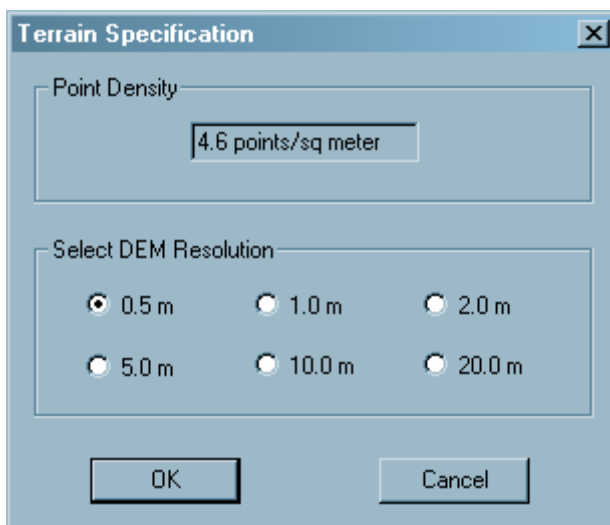 Terrain Specification
Point Density
4.6 points/sq meter
Select DEM Resolution
0.5 m 1.0 m 2.0 m
5.0 m 10.0 m 20.0 m
OK Cancel